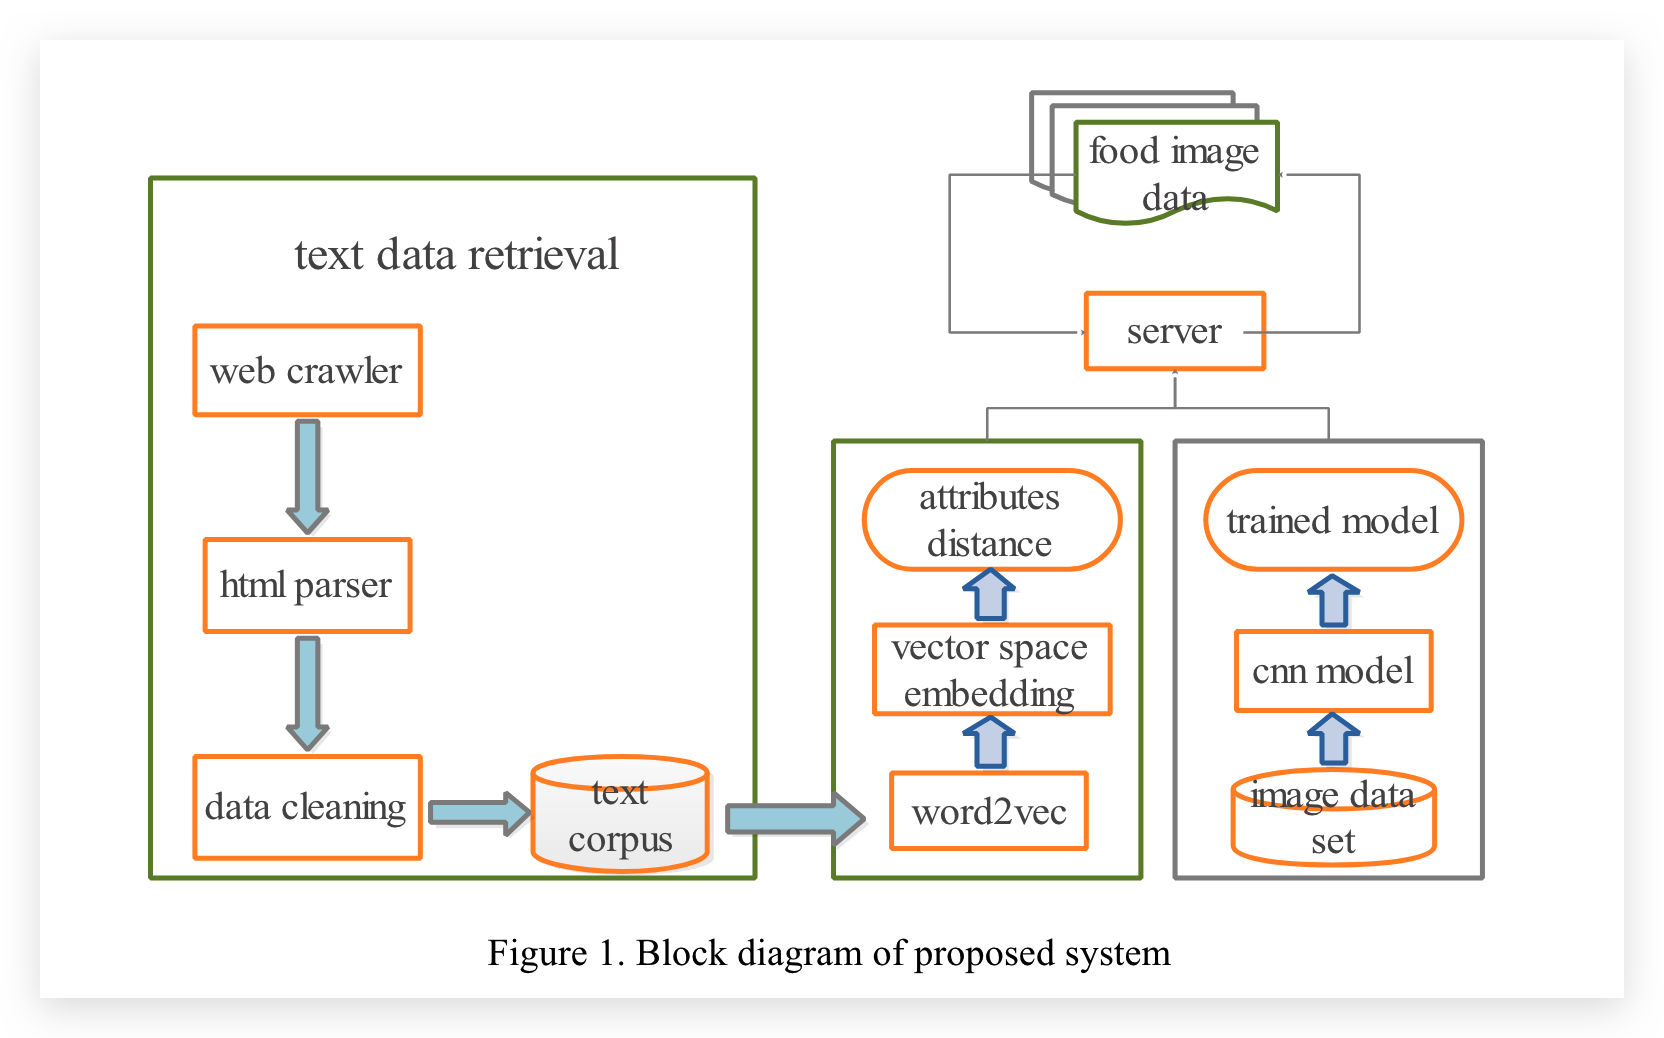 food image
data
text data retrieval
server
web crawler
attributes
distance
trained model
html parser
vector space
embedding
cnn model
data cleaning
text
corpus
word2vec
image data
set
Figure 1. Block diagram of proposed system